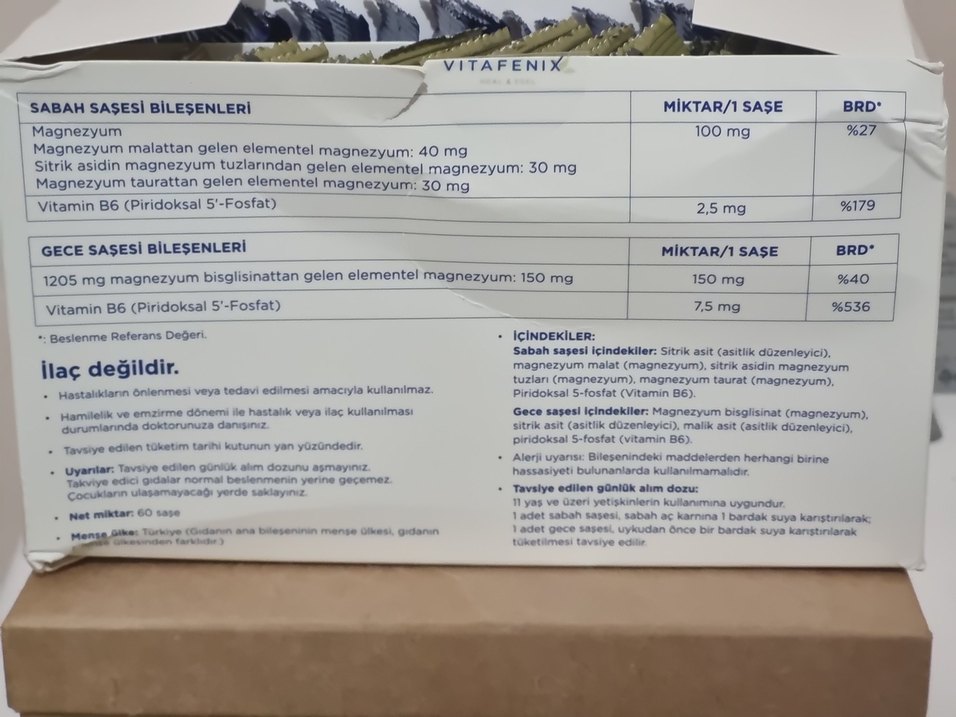 VITAFENIX
SABAH SAŞESİ BİLEŞENLERİ MİKTAR/1 SAŞE BRD*
Magnezyum 100 mg %27
Magnezyum malattan gelen elementel magnezyum: 40 mg
Sitrik asidin magnezyum tuzlarından gelen elementel magnezyum: 30 mg
Magnezyum taurattan gelen elementel magnezyum: 30 mg
Vitamin B6 (Piridoksal 5'-Fosfat) 2,5 mg %179
GECE SAŞESİ BİLEŞENLERİ MİKTAR/1 SAŞE BRD*
1205 mg magnezyum bisglisinattan gelen elementel magnezyum: 150 mg 150 mg %40
Vitamin B6 (Piridoksal 5'-Fosfat) 7,5 mg %536
*: Beslenme Referans Değeri.
İlaç değildir.
• Hastalıkların önlenmesi veya tedavi edilmesi amacıyla kullanılmaz.
• Hamilelik ve emzirme dönemi ile hastalık veya ilaç kullanılması
durumlarında doktorunuza danışınız.
• Tavsiye edilen tüketim tarihi kutunun yan yüzündedir.
• Uyarılar: Tavsiye edilen günlük alım dozunu aşmayınız.
Takviye edici gıdalar normal beslenmenin yerine geçemez.
Çocukların ulaşamayacağı yerde saklayınız.
• Net miktar: 60 saşe
• Menşe ülke: Türkiye (Gıdanın ana bileşeninin menşe ülkesi, gıdanın
menşe ülkesinden farklıdır.)
• İÇİNDEKİLER:
Sabah saşesi içindekiler: Sitrik asit (asitlik düzenleyici),
magnezyum malat (magnezyum), sitrik asidin magnezyum
tuzları (magnezyum), magnezyum taurat (magnezyum),
Piridoksal 5-fosfat (Vitamin B6).
Gece saşesi içindekiler: Magnezyum bisglisinat (magnezyum),
sitrik asit (asitlik düzenleyici), malik asit (asitlik düzenleyici),
piridoksal 5-fosfat (vitamin B6).
• Alerji uyarısı: Bileşenindeki maddelerden herhangi birine
hassasiyeti bulunanlarda kullanılmamalıdır.
• Tavsiye edilen günlük alım dozu:
11 yaş ve üzeri yetişkinlerin kullanımına uygundur.
1 adet sabah saşesi, sabah aç karnına 1 bardak suya karıştırılarak;
1 adet gece saşesi, uykudan önce bir bardak suya karıştırılarak
tüketilmesi tavsiye edilir.